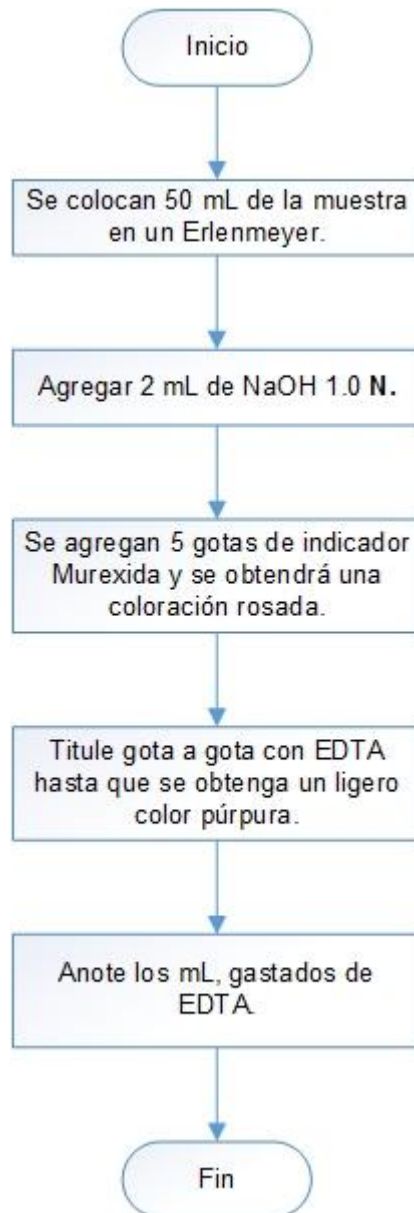 Inicio
Se colocan 50 mL de la muestra
en un Erlenmeyer.
Agregar 2 mL de NaOH 1.0 N.
Se agregan 5 gotas de indicador
Murexida y se obtendrá una
coloración rosada.
Titule gota a gota con EDTA
hasta que se obtenga un ligero
color púrpura.
Anote los mL, gastados de
EDTA.
Fin